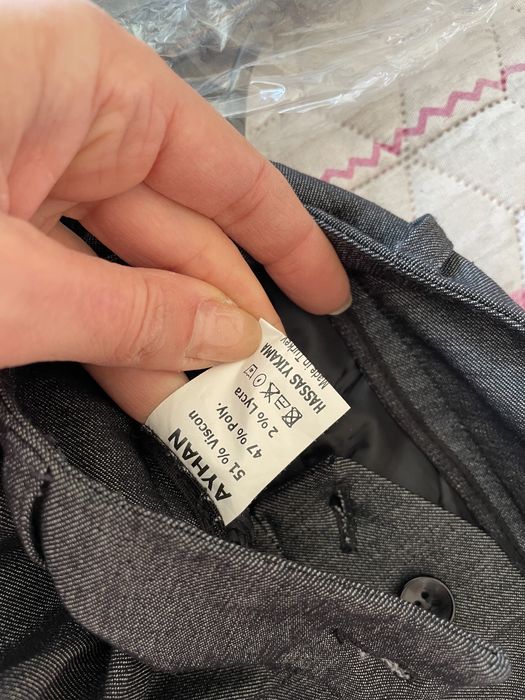 AYHAN
51 % Viscon
47 % Poly.
2 % Lycra
HASSAS YIKAMA
Made in Turkey